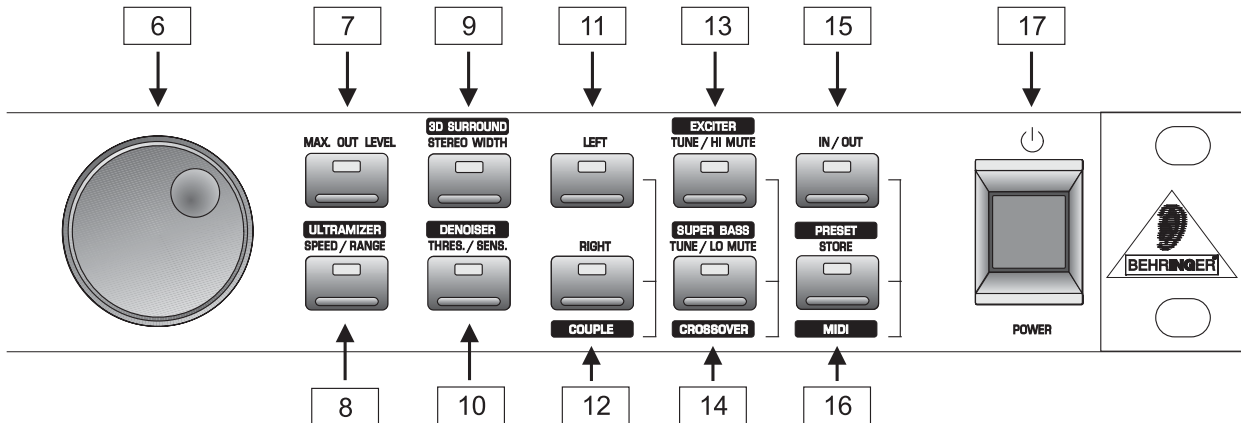 6 7 9 11 13 15 17
3D SURROUND EXCITER
MAX. OUT LEVEL STEREO WIDTH LEFT TUNE / HI MUTE IN / OUT
ULTRAMIZER DENOISER SUPER BASS PRESET
SPEED / RANGE THRES. / SENS. RIGHT TUNE / LO MUTE STORE
BEHRINGER
COUPLE CROSSOVER MIDI POWER
8 10 12 14 16